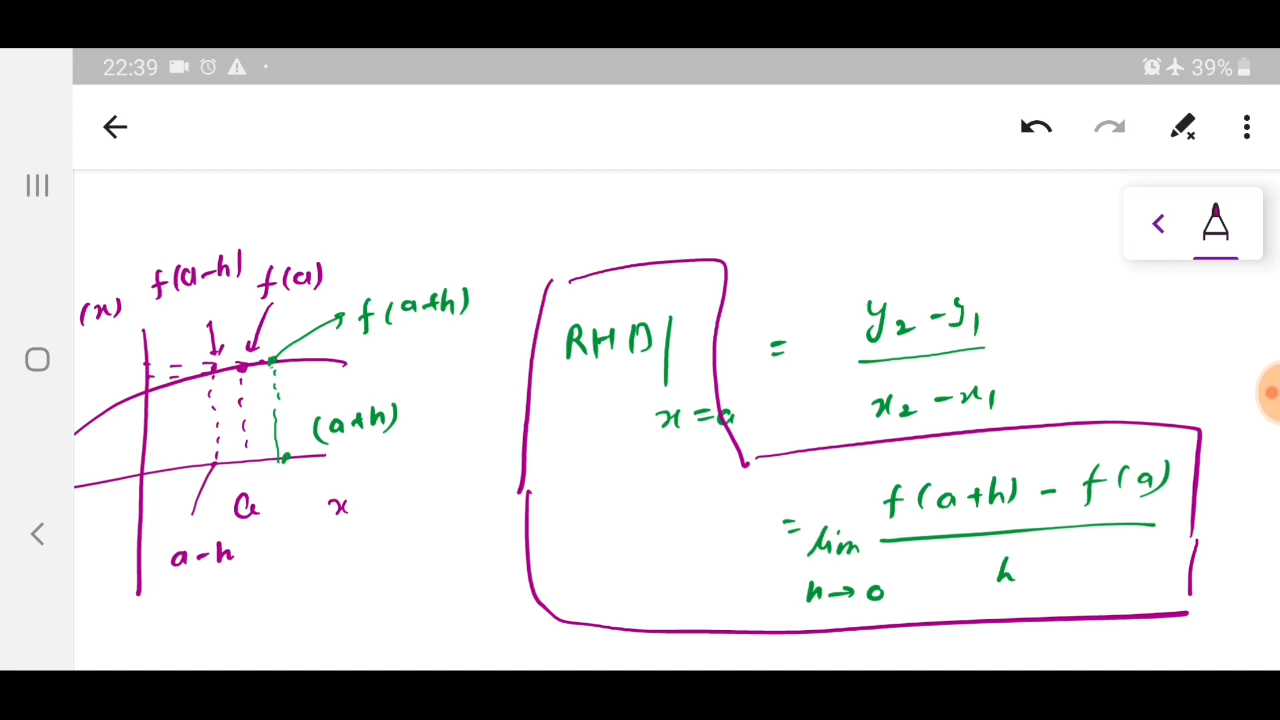 22:39
39%
f(a-h) f(a)
(x)
f(a+h)
(a+h)
a
x
a-h
RHD|
x=a
= y₂-y₁
x₂-x₁
= lim f(a+h) - f(a)
h→0 h